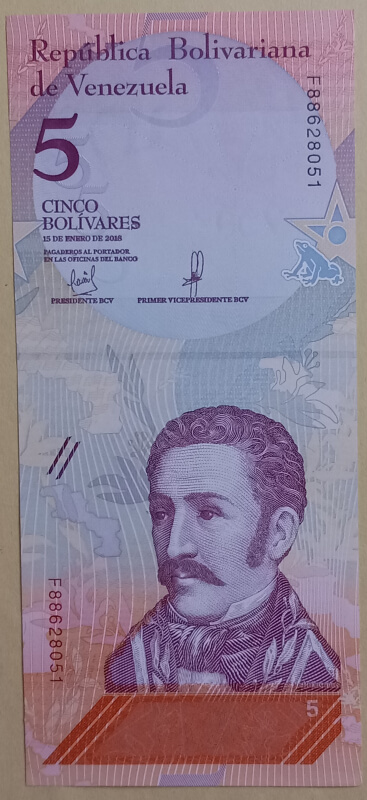 República Bolivariana
de Venezuela
F88628051
5
CINCO
BOLÍVARES
15 DE ENERO DE 2018
PAGADEROS AL PORTADOR
EN LAS OFICINAS DEL BANCO
PRESIDENTE BCV
PRIMER VICEPRESIDENTE BCV
F88628051
5